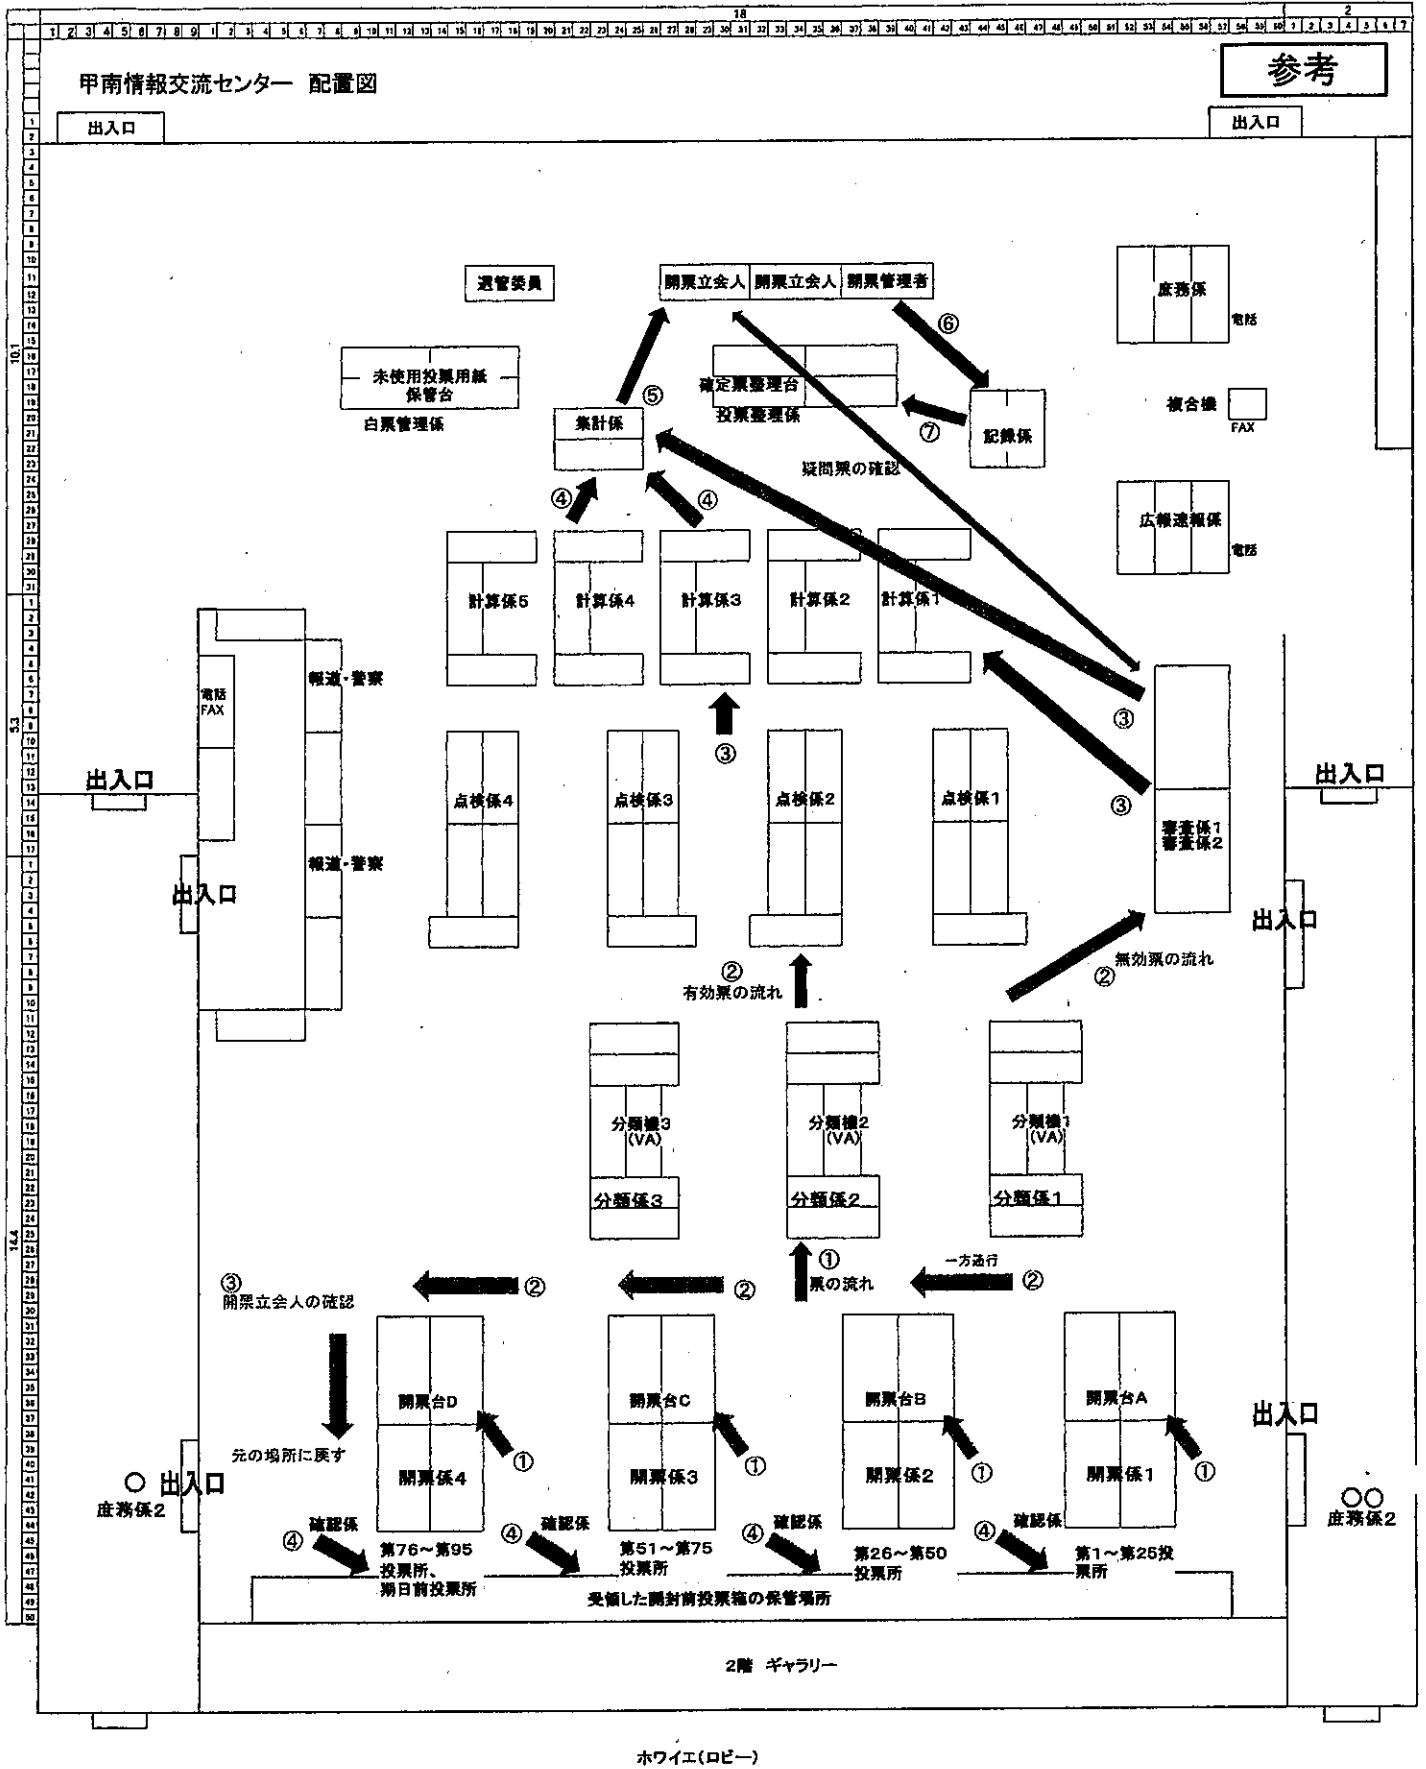 18
2
甲南情報交流センター 配置図
参考
出入口
出入口
選管委員
開票立会人
開票立会人
開票管理者
庶務係
電話
⑥
10.1
未使用投票用紙
保管台
白票管理係
⑤
確定票整理台
投票整理係
複合機
FAX
集計係
⑦
記録係
疑問票の確認
④
④
広報速報係
電話
計算係5
計算係4
計算係3
計算係2
計算係1
報道・警察
電話
FAX
5.3
③
③
③
出入口
出入口
点検係4
点検係3
点検係2
点検係1
審査係1
審査係2
報道・警察
出入口
出入口
②
有効票の流れ
②
無効票の流れ
分類機3
(VA)
分類機2
(VA)
分類機1
(VA)
分類係3
分類係2
分類係1
14.4
①
票の流れ
一方通行
②
②
②
③
開票立会人の確認
開票台D
開票台C
開票台B
開票台A
出入口
元の場所に戻す
①
①
①
①
開票係4
開票係3
開票係2
開票係1
出入口
庶務係2
庶務係2
④
確認係
④
確認係
④
確認係
④
確認係
第76～第95
投票所、
期日前投票所
第51～第75
投票所
第26～第50
投票所
第1～第25投
票所
受領した開封前投票箱の保管場所
2階 ギャラリー
ホワイエ(ロビー)